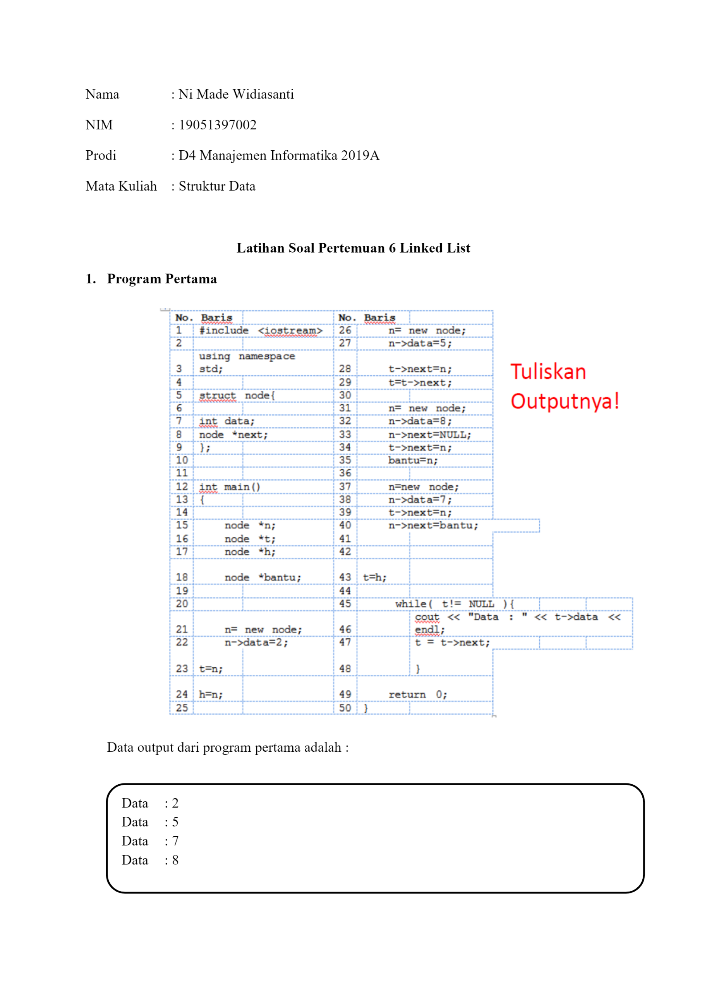 Nama : Ni Made Widiasanti
NIM : 19051397002
Prodi : D4 Manajemen Informatika 2019A
Mata Kuliah : Struktur Data
Latihan Soal Pertemuan 6 Linked List
1. Program Pertama
No. Baris No. Baris
1 #include <iostream> 26 n= new node;
2 27 n->data=5;
using namespace
3 std; 28 t->next=n;
4 29 t=t->next;
5 struct node{ 30
6 31 n= new node;
7 int data; 32 n->data=8;
8 node *next; 33 n->next=NULL;
9 }; 34 t->next=n;
10 35 bantu=n;
11 36
12 int main() 37 n=new node;
13 { 38 n->data=7;
14 39 t->next=n;
15 node *n; 40 n->next=bantu;
16 node *t; 41
17 node *h; 42
18 node *bantu; 43 t=h;
19 44
20 45 while( t!= NULL ){
cout << "Data : " << t->data <<
21 n= new node; 46 endl;
22 n->data=2; 47 t = t->next;
23 t=n; 48 }
24 h=n; 49 return 0;
25 50 }
Tuliskan
Outputnya!
Data output dari program pertama adalah :
Data : 2
Data : 5
Data : 7
Data : 8